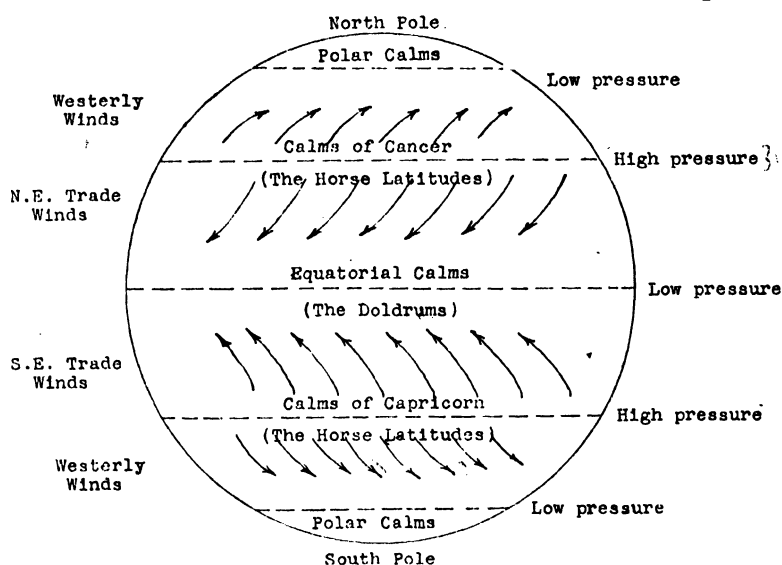 North Pole
Polar Calms
Low pressure
Westerly
Winds
Calms of Cancer
High pressure
(The Horse Latitudes)
N.E. Trade
Winds
Equatorial Calms
Low pressure
(The Doldrums)
S.E. Trade
Winds
Calms of Capricorn
High pressure
(The Horse Latitudes)
Westerly
Winds
Low pressure
Polar Calms
South Pole